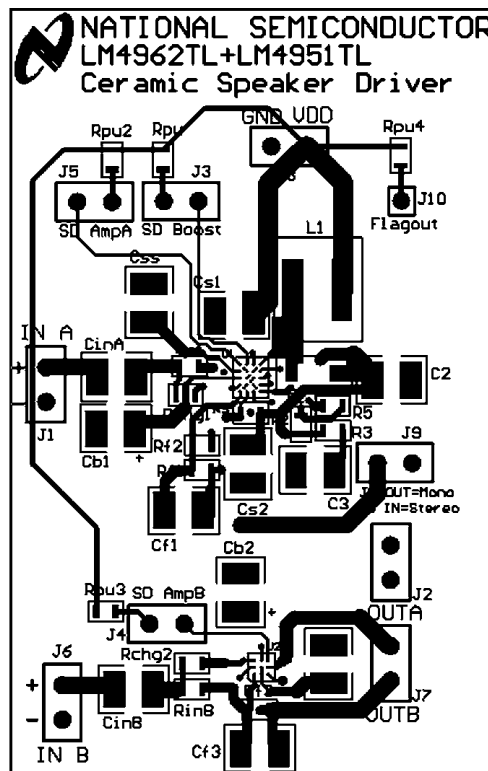 NATIONAL SEMICONDUCTOR
LM4962TL+LM4951TL
Ceramic Speaker Driver
GND VDD
Rpu2 Rpu Rpu4
J5 J3 J10
SD AmpA SD Boost Flagout
Css Cs1 L1
IN A
CinA
+
-
C2
J1
Cb1
+
R5
Rf2 R3 J9
OUT=Mono
IN=Stereo
Cf1 Cs2 C3
Cb2
+
J2
Rpu3 SD AmpB OUTA
J4
J6 Rchg2
+
-
RinB J7
CinB OUTB
IN B
Cf3